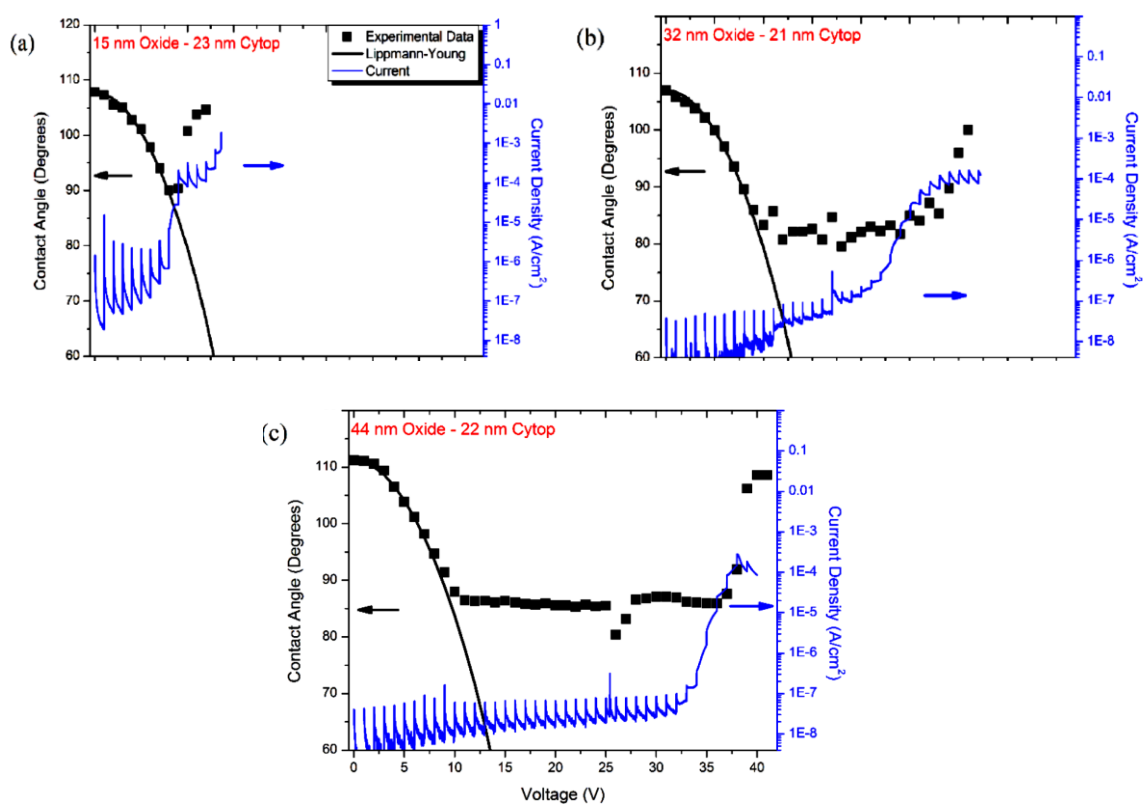 (a)
15 nm Oxide - 23 nm Cytop
Experimental Data
Lippmann-Young
Current
120
110
100
90
80
70
60
Contact Angle (Degrees)
1
0.1
0.01
1E-3
1E-4
1E-5
1E-6
1E-7
1E-8
Current Density (A/cm²)
(b)
32 nm Oxide - 21 nm Cytop
110
100
90
80
70
60
Contact Angle (Degrees)
0.1
0.01
1E-3
1E-4
1E-5
1E-6
1E-7
1E-8
Current Density (A/cm²)
(c)
44 nm Oxide - 22 nm Cytop
110
100
90
80
70
60
Contact Angle (Degrees)
0.1
0.01
1E-3
1E-4
1E-5
1E-6
1E-7
1E-8
Current Density (A/cm²)
0 5 10 15 20 25 30 35 40
Voltage (V)